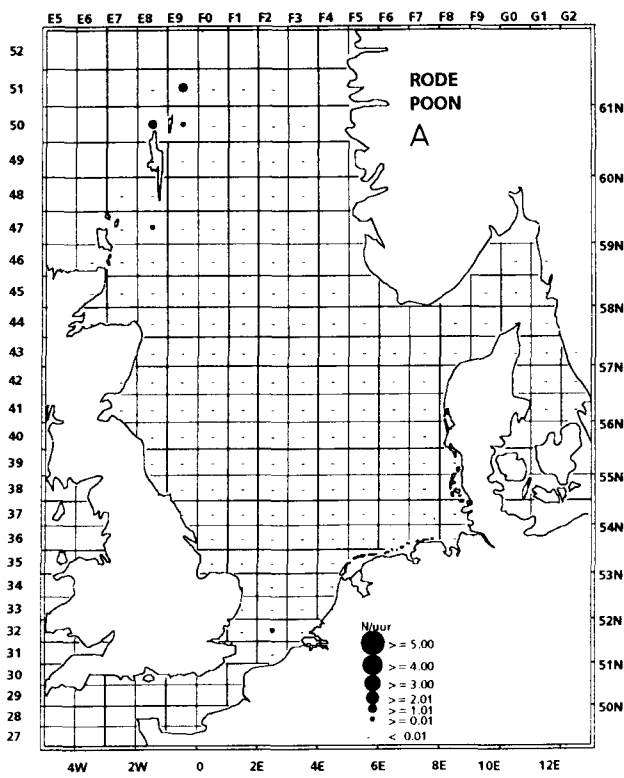 E5 E6 E7 E8 E9 F0 F1 F2 F3 F4 F5 F6 F7 F8 F9 G0 G1 G2
52
51
50
49
48
47
46
45
44
43
42
41
40
39
38
37
36
35
34
33
32
31
30
29
28
27
RODE
POON
A
61N
60N
59N
58N
57N
56N
55N
54N
53N
52N
51N
50N
N/uur
>= 5.00
>= 4.00
>= 3.00
>= 2.01
>= 1.01
>= 0.01
< 0.01
4W 2W 0 2E 4E 6E 8E 10E 12E